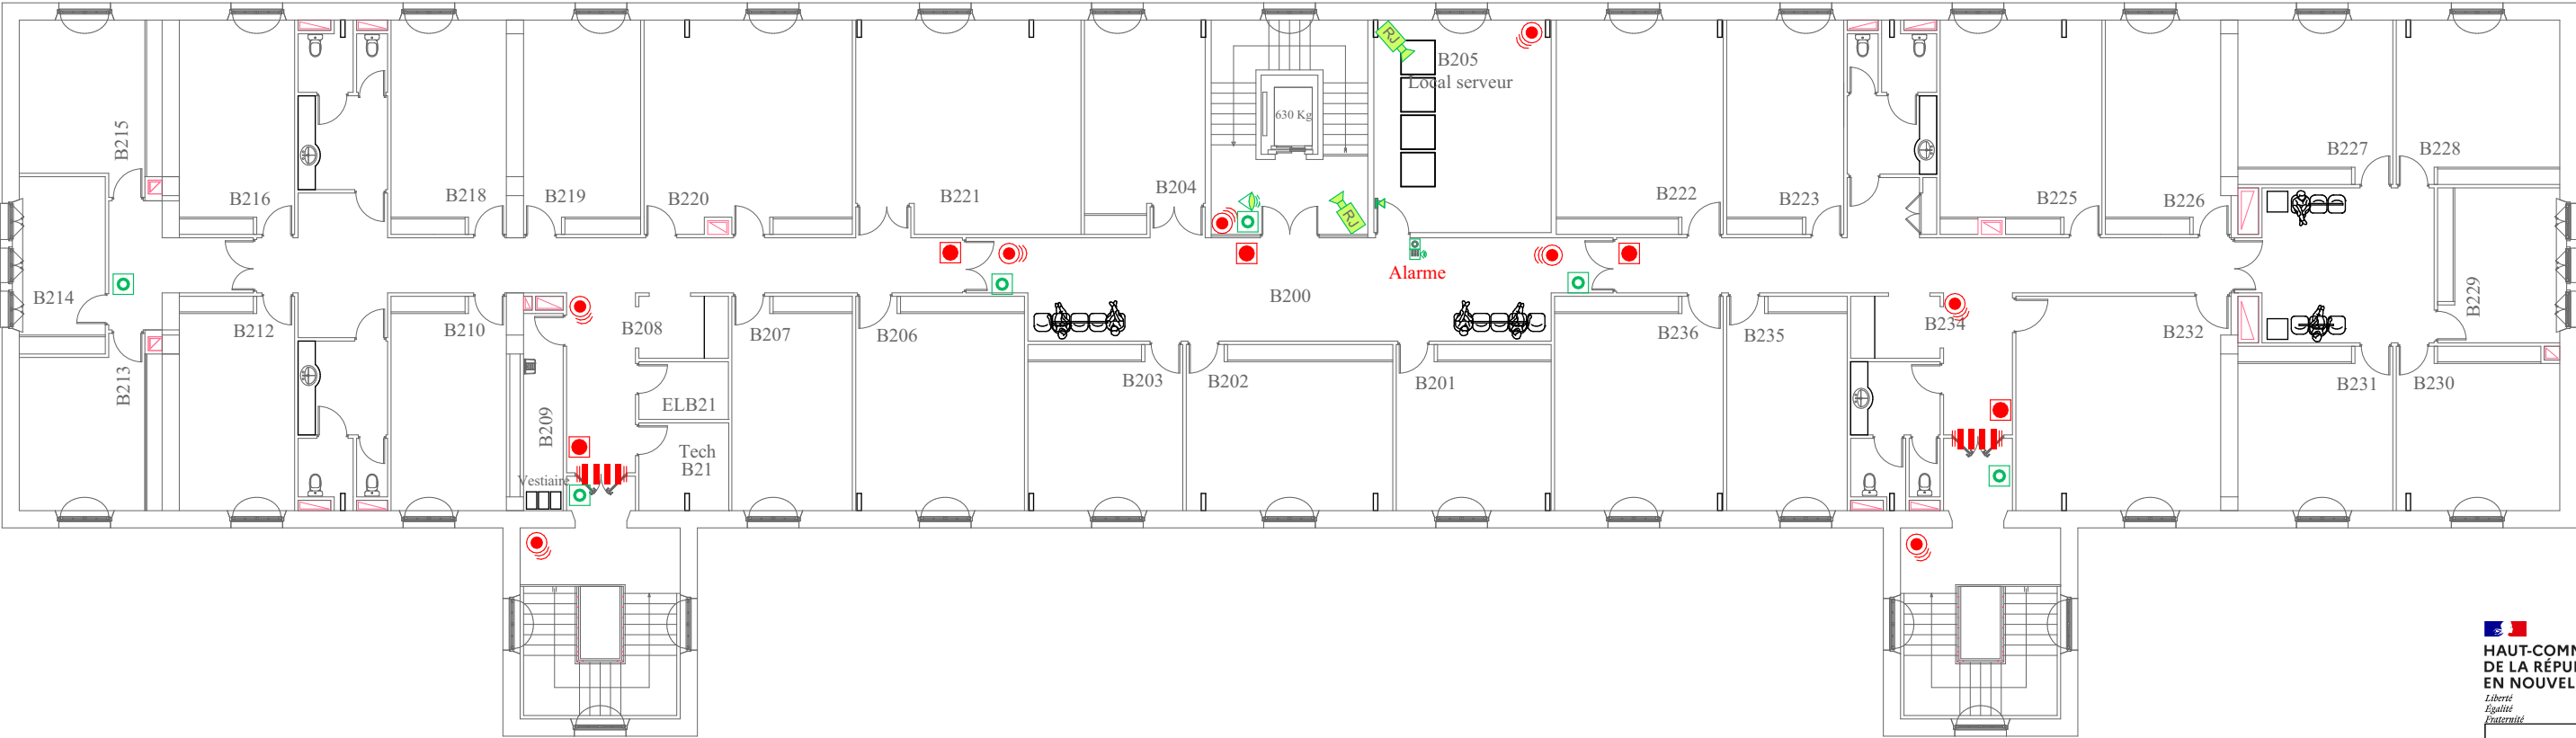 B215
B216
B218
B219
B220
B221
B204
630 Kg
RJ
RJ
B205
Local serveur
B222
B223
B225
B226
B227
B228
B214
B213
B212
B210
B209
Vestiaire
B208
ELB21
Tech
B21
B207
B206
B200
Alarme
B203
B202
B201
B236
B235
B234
B232
B231
B230
B229
HAUT-COMM
DE LA RÉPU
EN NOUVEL
Liberté
Égalité
Fraternité